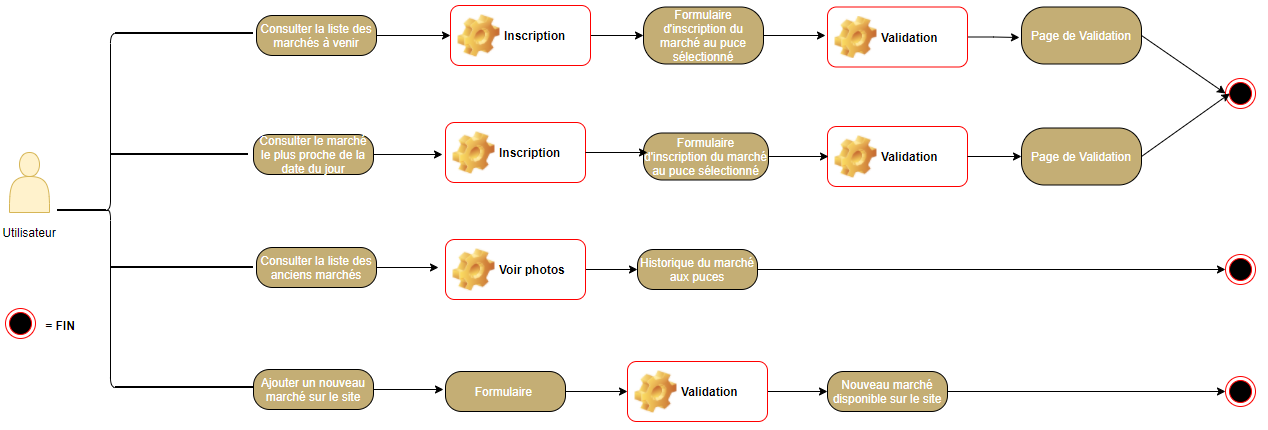 Consulter la liste des
marchés à venir
Inscription
Formulaire
d'inscription du
marché au puce
sélectionné
Validation
Page de Validation
Consulter le marché
le plus proche de la
date du jour
Inscription
Formulaire
d'inscription du marché
au puce sélectionné
Validation
Page de Validation
Utilisateur
Consulter la liste des
anciens marchés
Voir photos
Historique du marché
aux puces
= FIN
Ajouter un nouveau
marché sur le site
Formulaire
Validation
Nouveau marché
disponible sur le site